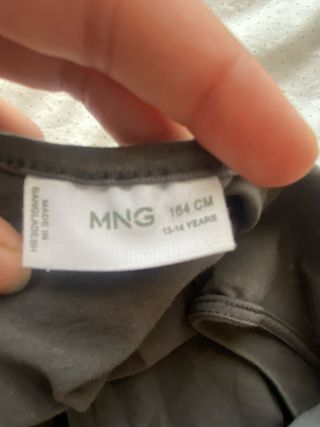 MNG
164 CM
13-14 YEARS
MADE IN
BANGLADESH